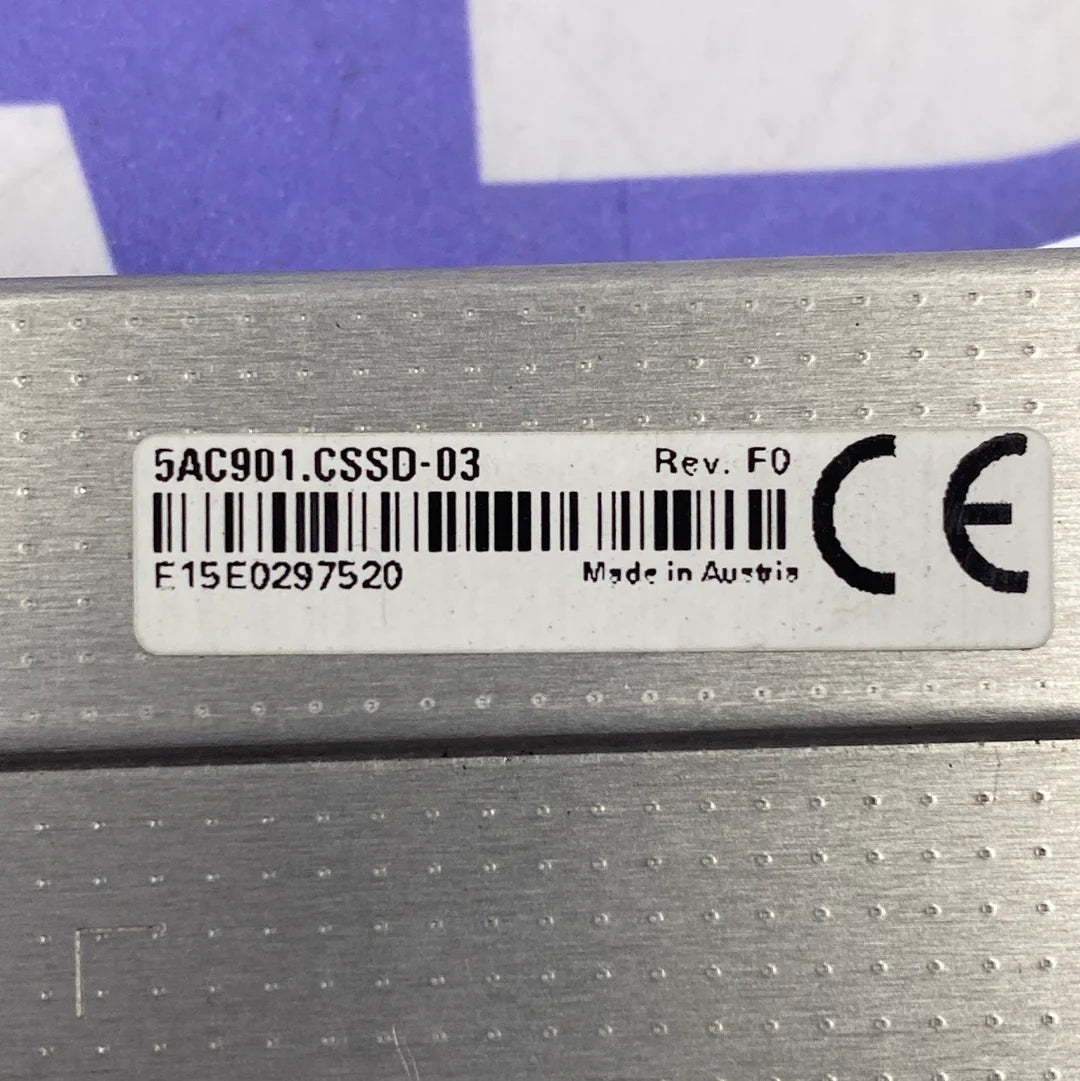 5AC901.CSSD-03 Rev. F0 CE
E15E0297520 Made in Austria